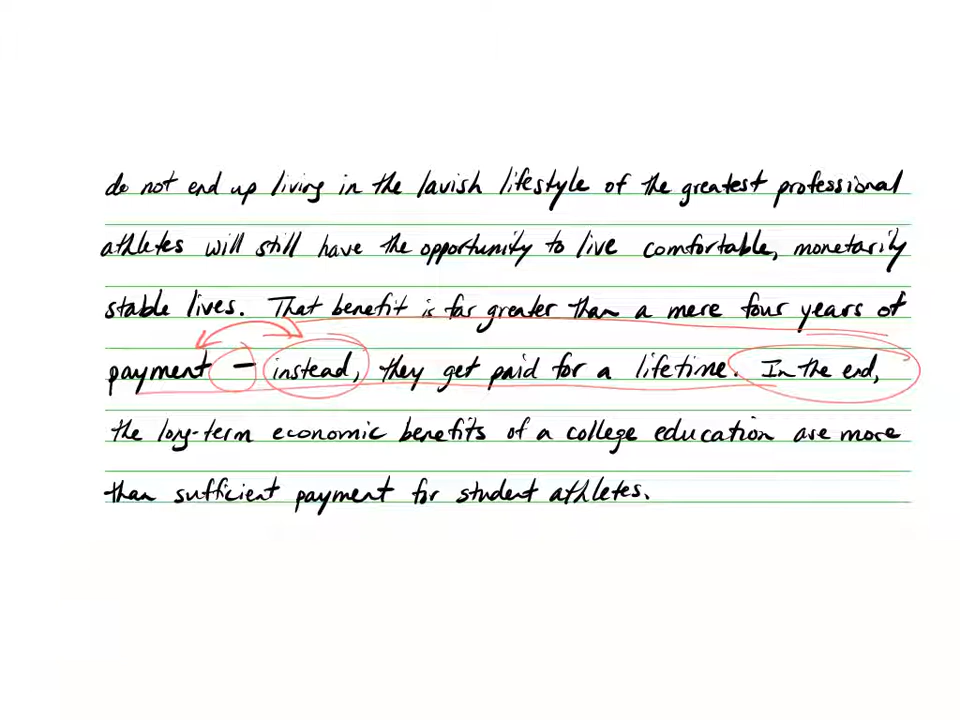 do not end up living in the lavish lifestyle of the greatest professional
athletes will still have the opportunity to live comfortable, monetarily
stable lives. That benefit is far greater than a mere four years of
payment – instead, they get paid for a lifetime. In the end,
the long-term economic benefits of a college education are more
than sufficient payment for student athletes.